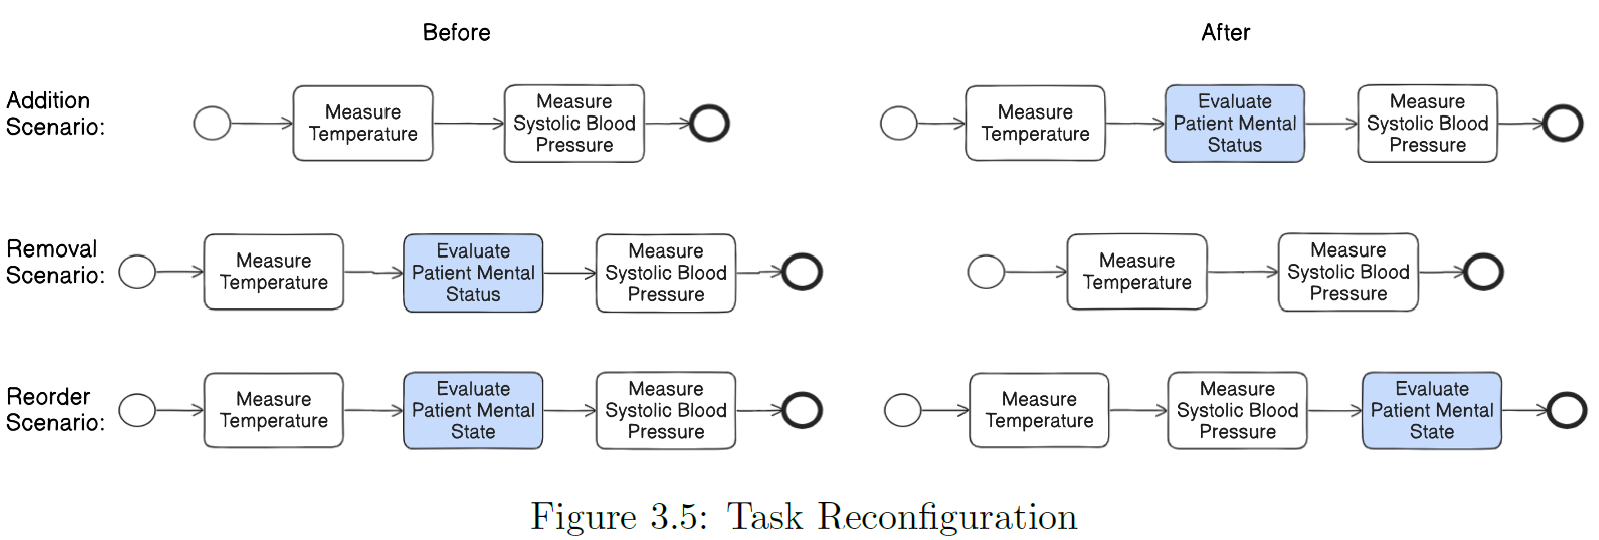 Before
After
Addition
Scenario:
Measure
Temperature
Measure
Systolic Blood
Pressure
Measure
Temperature
Evaluate
Patient Mental
Status
Measure
Systolic Blood
Pressure
Removal
Scenario:
Measure
Temperature
Evaluate
Patient Mental
Status
Measure
Systolic Blood
Pressure
Measure
Temperature
Measure
Systolic Blood
Pressure
Reorder
Scenario:
Measure
Temperature
Evaluate
Patient Mental
State
Measure
Systolic Blood
Pressure
Measure
Temperature
Measure
Systolic Blood
Pressure
Evaluate
Patient Mental
State
Figure 3.5: Task Reconfiguration